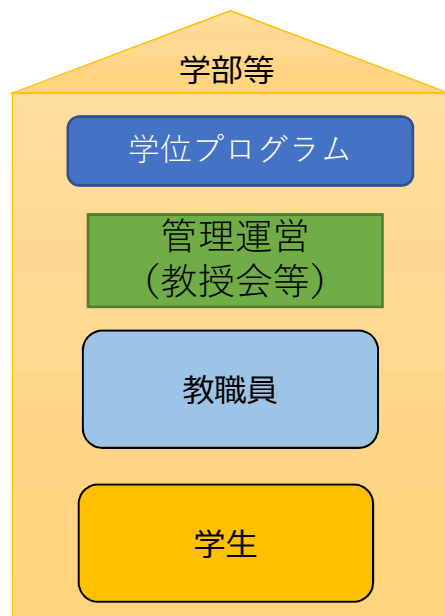 学部等
学位プログラム
管理運営
（教授会等）
教職員
学生